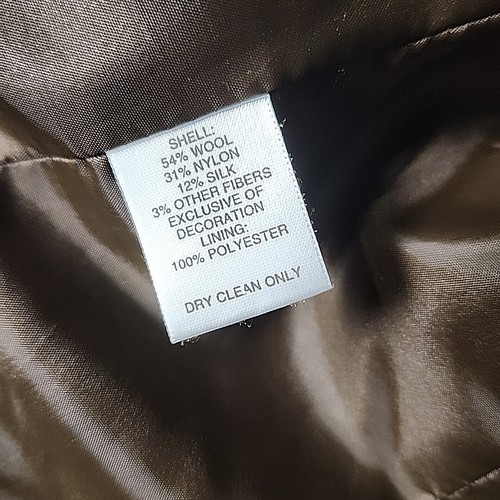 SHELL:
54% WOOL
31% NYLON
12% SILK
3% OTHER FIBERS
EXCLUSIVE OF
DECORATION
LINING:
100% POLYESTER
DRY CLEAN ONLY